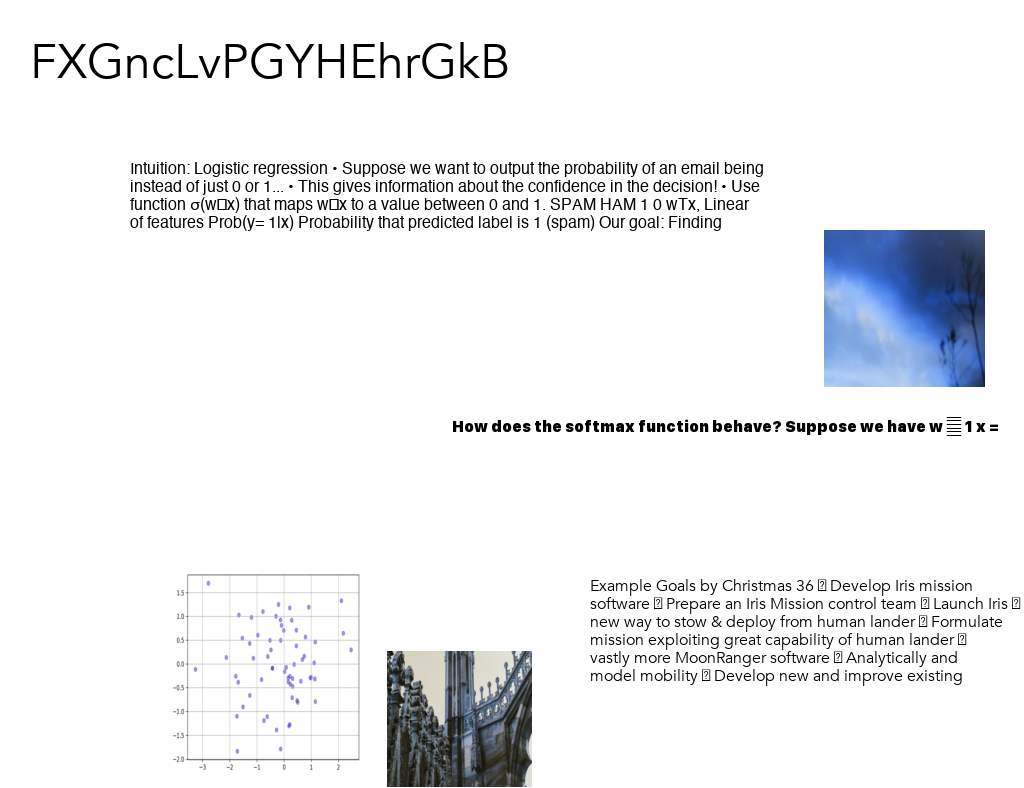 FXGncLvPGYHEhrGkB
Intuition: Logistic regression • Suppose we want to output the probability of an email being
instead of just 0 or 1... • This gives information about the confidence in the decision! • Use
function σ(w□x) that maps w□x to a value between 0 and 1. SPAM HAM 1 0 wTx, Linear
of features Prob(y= 1|x) Probability that predicted label is 1 (spam) Our goal: Finding
How does the softmax function behave? Suppose we have w 𝄚 1 x =
Example Goals by Christmas 36 ⍰ Develop Iris mission
software ⍰ Prepare an Iris Mission control team ⍰ Launch Iris ⍰
new way to stow & deploy from human lander ⍰ Formulate
mission exploiting great capability of human lander ⍰
vastly more MoonRanger software ⍰ Analytically and
model mobility ⍰ Develop new and improve existing
1.5
1.0
0.5
0.0
−0.5
−1.0
−1.5
−2.0
−3 −2 −1 0 1 2